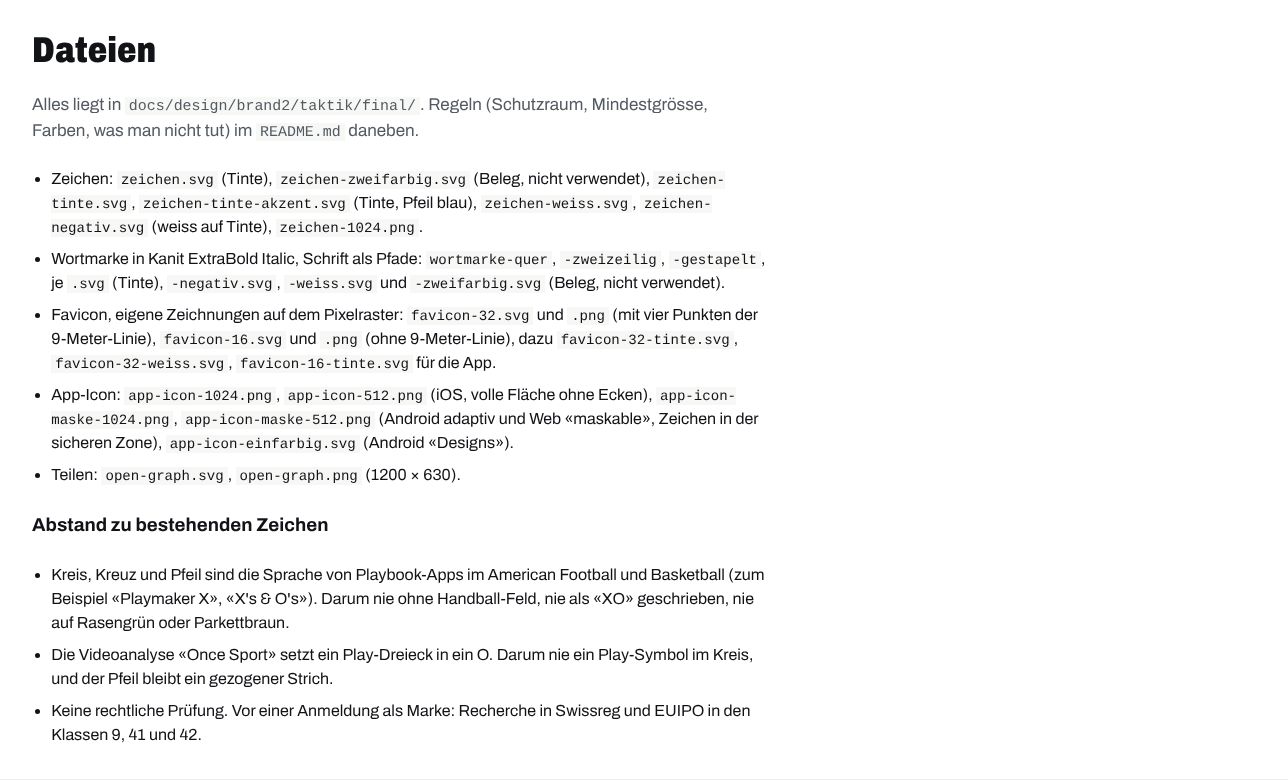 Dateien
Alles liegt in docs/design/brand2/taktik/final/. Regeln (Schutzraum, Mindestgrösse,
Farben, was man nicht tut) im README.md daneben.
• Zeichen: zeichen.svg (Tinte), zeichen-zweifarbig.svg (Beleg, nicht verwendet), zeichen-
tinte.svg, zeichen-tinte-akzent.svg (Tinte, Pfeil blau), zeichen-weiss.svg, zeichen-
negativ.svg (weiss auf Tinte), zeichen-1024.png.
• Wortmarke in Kanit ExtraBold Italic, Schrift als Pfade: wortmarke-quer, -zweizeilig, -gestapelt,
je .svg (Tinte), -negativ.svg, -weiss.svg und -zweifarbig.svg (Beleg, nicht verwendet).
• Favicon, eigene Zeichnungen auf dem Pixelraster: favicon-32.svg und .png (mit vier Punkten der
9-Meter-Linie), favicon-16.svg und .png (ohne 9-Meter-Linie), dazu favicon-32-tinte.svg,
favicon-32-weiss.svg, favicon-16-tinte.svg für die App.
• App-Icon: app-icon-1024.png, app-icon-512.png (iOS, volle Fläche ohne Ecken), app-icon-
maske-1024.png, app-icon-maske-512.png (Android adaptiv und Web «maskable», Zeichen in der
sicheren Zone), app-icon-einfarbig.svg (Android «Designs»).
• Teilen: open-graph.svg, open-graph.png (1200 × 630).
Abstand zu bestehenden Zeichen
• Kreis, Kreuz und Pfeil sind die Sprache von Playbook-Apps im American Football und Basketball (zum
Beispiel «Playmaker X», «X's & O's»). Darum nie ohne Handball-Feld, nie als «XO» geschrieben, nie
auf Rasengrün oder Parkettbraun.
• Die Videoanalyse «Once Sport» setzt ein Play-Dreieck in ein O. Darum nie ein Play-Symbol im Kreis,
und der Pfeil bleibt ein gezogener Strich.
• Keine rechtliche Prüfung. Vor einer Anmeldung als Marke: Recherche in Swissreg und EUIPO in den
Klassen 9, 41 und 42.